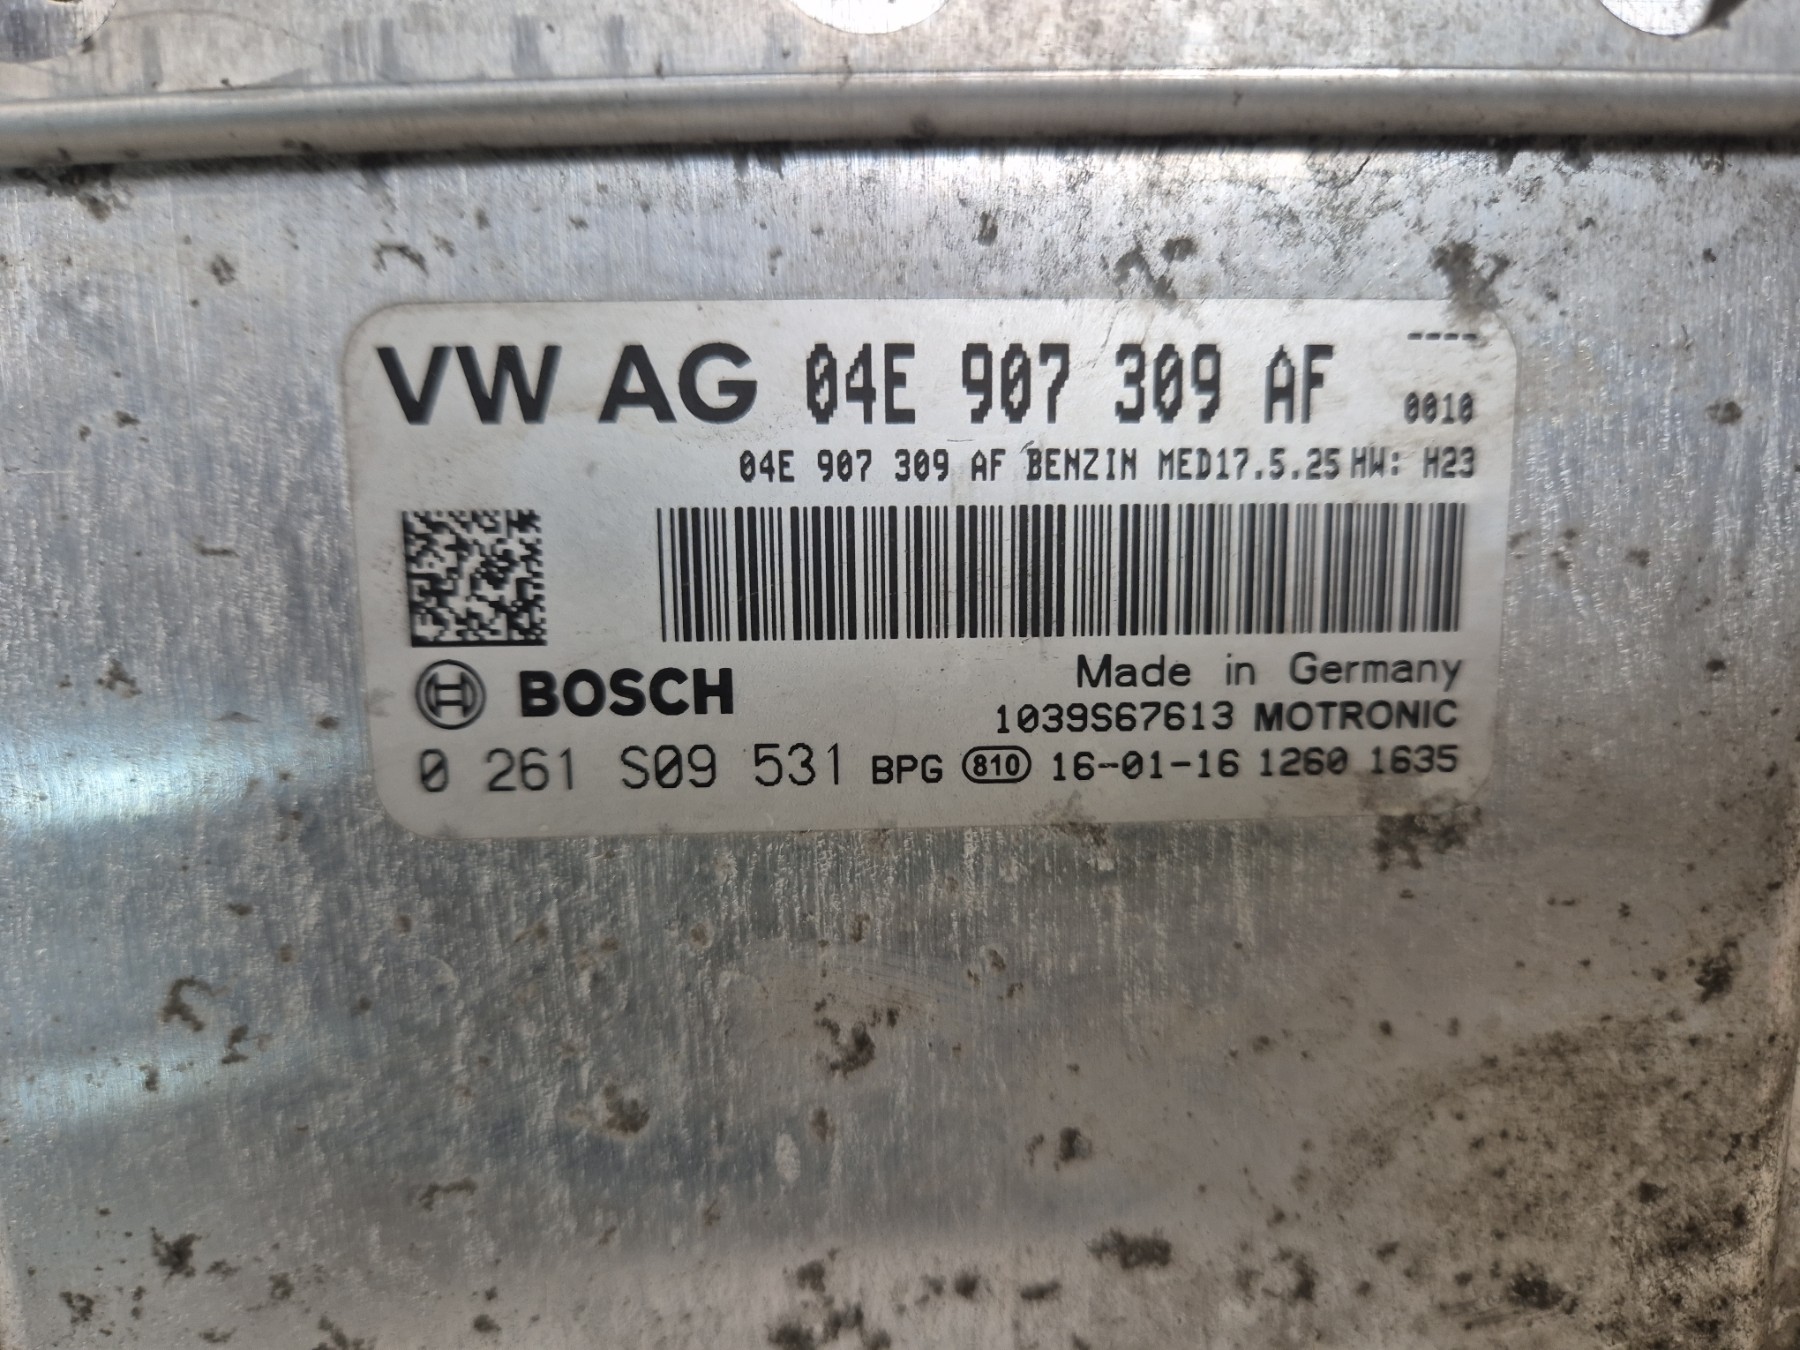 VW AG 04E 907 309 AF ----
0010
04E 907 309 AF BENZIN MED17.5.25 HW: H23
BOSCH Made in Germany
1039S67613 MOTRONIC
0 261 S09 531 BPG 810 16-01-16 1260 1635